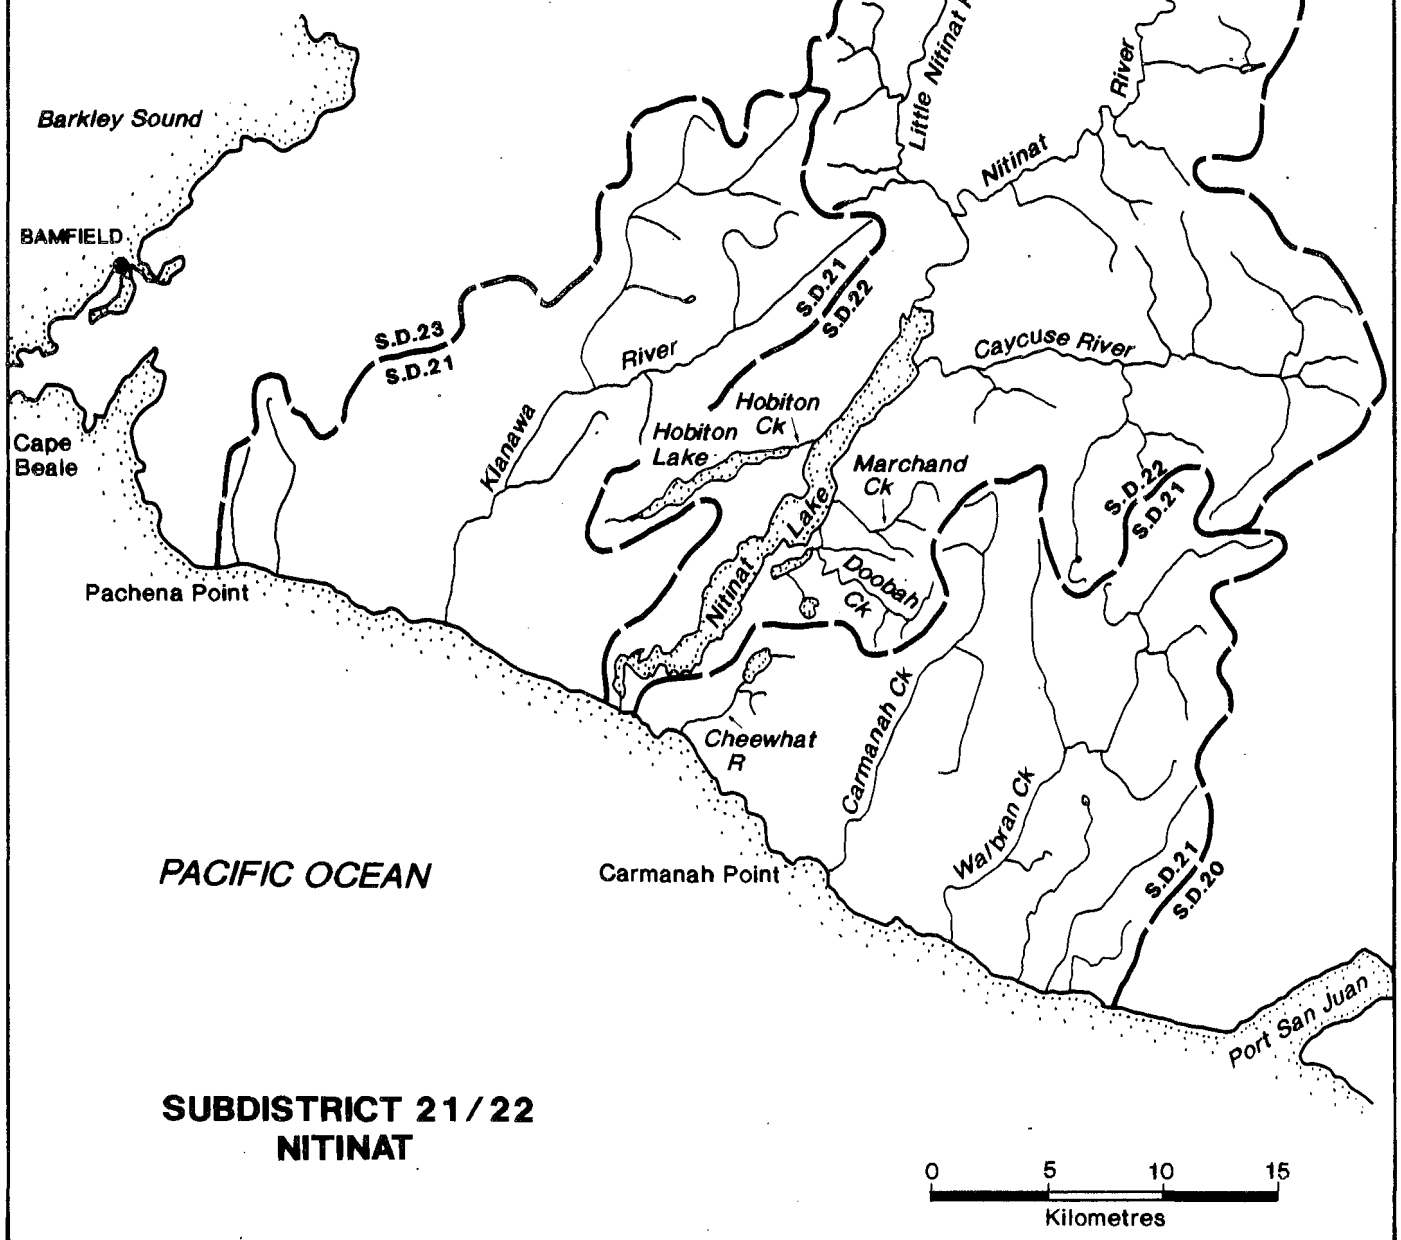 Little Nitinat
River
Barkley Sound
Nitinat
BAMFIELD
S.D.21
S.D.22
S.D.23
S.D.21
River
Caycuse River
Klanawa
Hobiton
Ck
Hobiton
Lake
Cape
Beale
Marchand
Ck
S.D.22
S.D.21
Nitinat Lake
Doobah
Ck
Pachena Point
Cheewhat
R
Carmanah Ck
Walbran Ck
PACIFIC OCEAN
Carmanah Point
S.D.21
S.D.20
Port San Juan
SUBDISTRICT 21/22
NITINAT
0 5 10 15
Kilometres